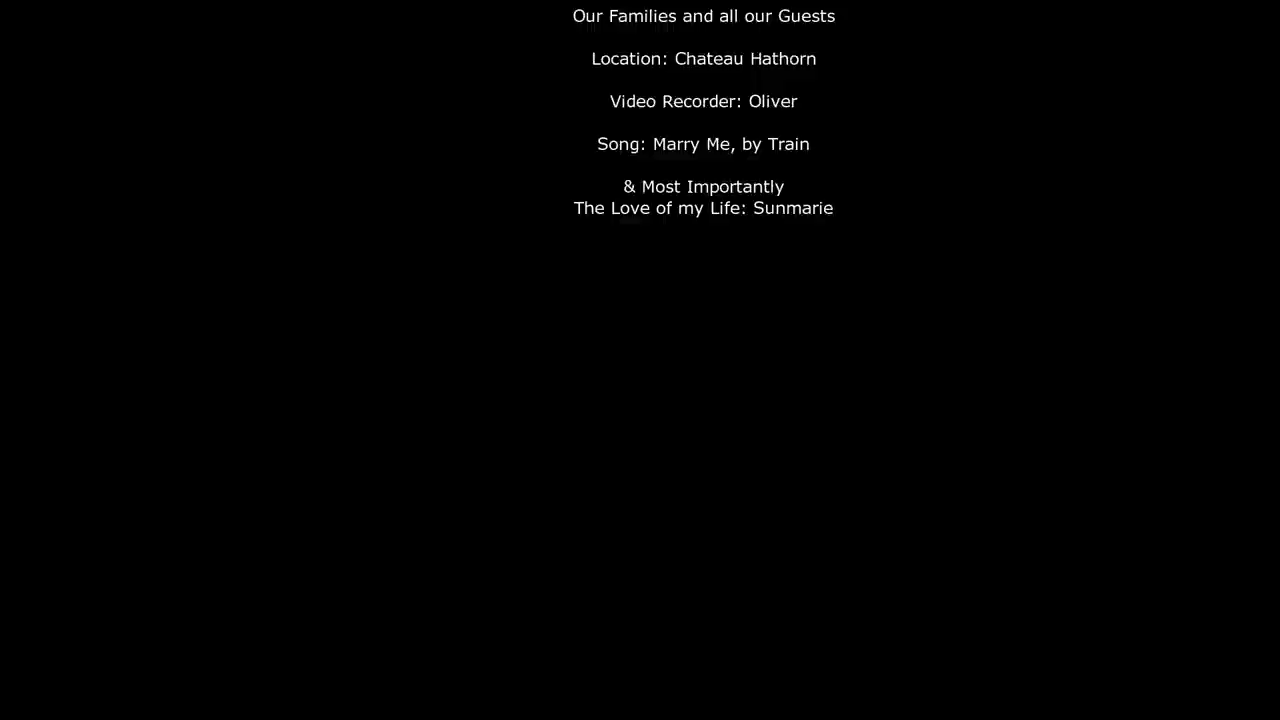 Our Families and all our Guests
Location: Chateau Hathorn
Video Recorder: Oliver
Song: Marry Me, by Train
& Most Importantly
The Love of my Life: Sunmarie